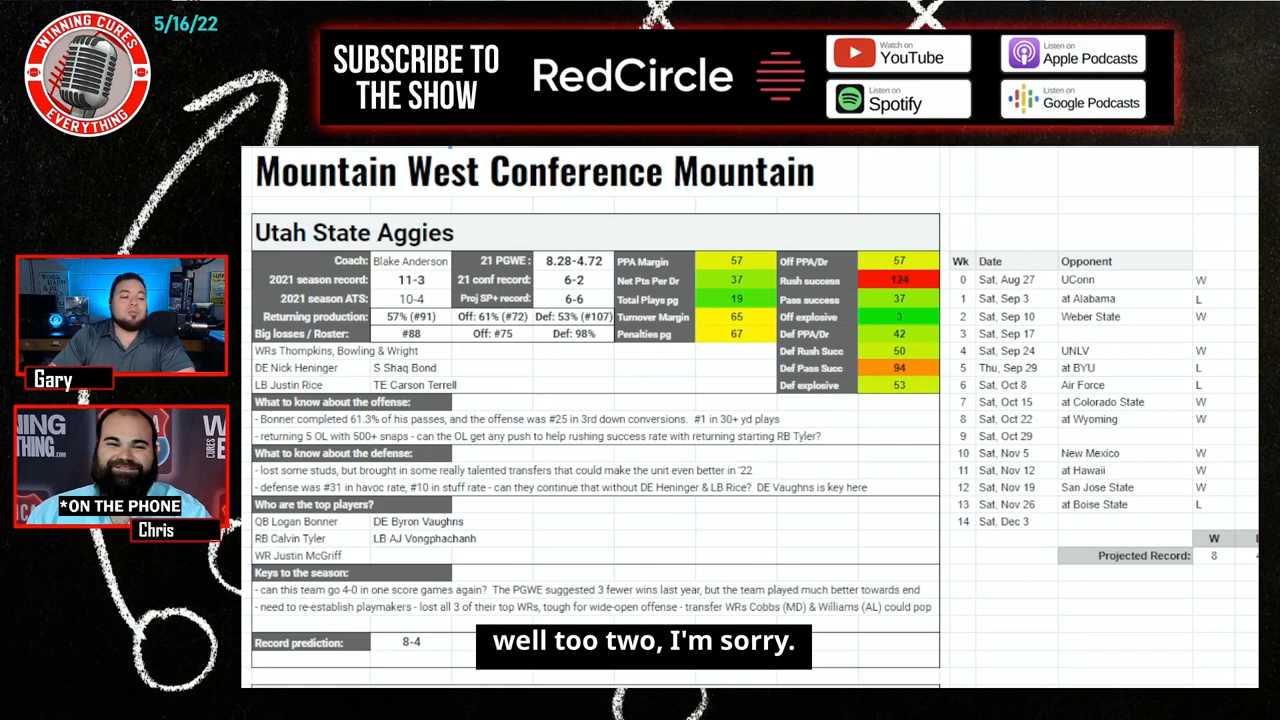 WINNING CURES
EVERYTHING
5/16/22
SUBSCRIBE TO
THE SHOW
RedCircle
Watch on
YouTube
Listen on
Spotify
Listen on
Apple Podcasts
Listen on
Google Podcasts
Mountain West Conference Mountain
Utah State Aggies
Coach: Blake Anderson 21 PGWE: 8.28-4.72 PPA Margin 57 Off PPA/Dr 57
2021 season record: 11-3 21 conf record: 6-2 Net Pts Per Dr 37 Rush success 124
2021 season ATS: 10-4 Proj SP+ record: 6-6 Total Plays pg 19 Pass success 37
Returning production: 57% (#91) Off: 61% (#72) Def: 53% (#107) Turnover Margin 65 Off explosive 3
Big losses / Roster: #88 Off: #75 Def: 98% Penalties pg 67 Def PPA/Dr 42
WRs Thompkins, Bowling & Wright Def Rush Succ 50
DE Nick Heninger S Shaq Bond Def Pass Succ 94
LB Justin Rice TE Carson Terrell Def explosive 53
What to know about the offense:
- Bonner completed 61.3% of his passes, and the offense was #25 in 3rd down conversions. #1 in 30+ yd plays
- returning 5 OL with 500+ snaps - can the OL get any push to help rushing success rate with returning starting RB Tyler?
What to know about the defense:
- lost some studs, but brought in some really talented transfers that could make the unit even better in '22
- defense was #31 in havoc rate, #10 in stuff rate - can they continue that without DE Heninger & LB Rice? DE Vaughns is key here
Who are the top players?
QB Logan Bonner DE Byron Vaughns
RB Calvin Tyler LB AJ Vongphachanh
WR Justin McGriff
Keys to the season:
- can this team go 4-0 in one score games again? The PGWE suggested 3 fewer wins last year, but the team played much better towards end
- need to re-establish playmakers - lost all 3 of their top WRs, tough for wide-open offense - transfer WRs Cobbs (MD) & Williams (AL) could pop
Record prediction: 8-4
Wk Date Opponent
0 Sat, Aug 27 UConn W
1 Sat, Sep 3 at Alabama L
2 Sat, Sep 10 Weber State W
3 Sat, Sep 17
4 Sat, Sep 24 UNLV W
5 Thu, Sep 29 at BYU L
6 Sat, Oct 8 Air Force L
7 Sat, Oct 15 at Colorado State W
8 Sat, Oct 22 at Wyoming W
9 Sat, Oct 29
10 Sat, Nov 5 New Mexico W
11 Sat, Nov 12 at Hawaii W
12 Sat, Nov 19 San Jose State W
13 Sat, Nov 26 at Boise State L
14 Sat, Dec 3
W
Projected Record: 8
Gary
*ON THE PHONE
Chris
well too two, I'm sorry.